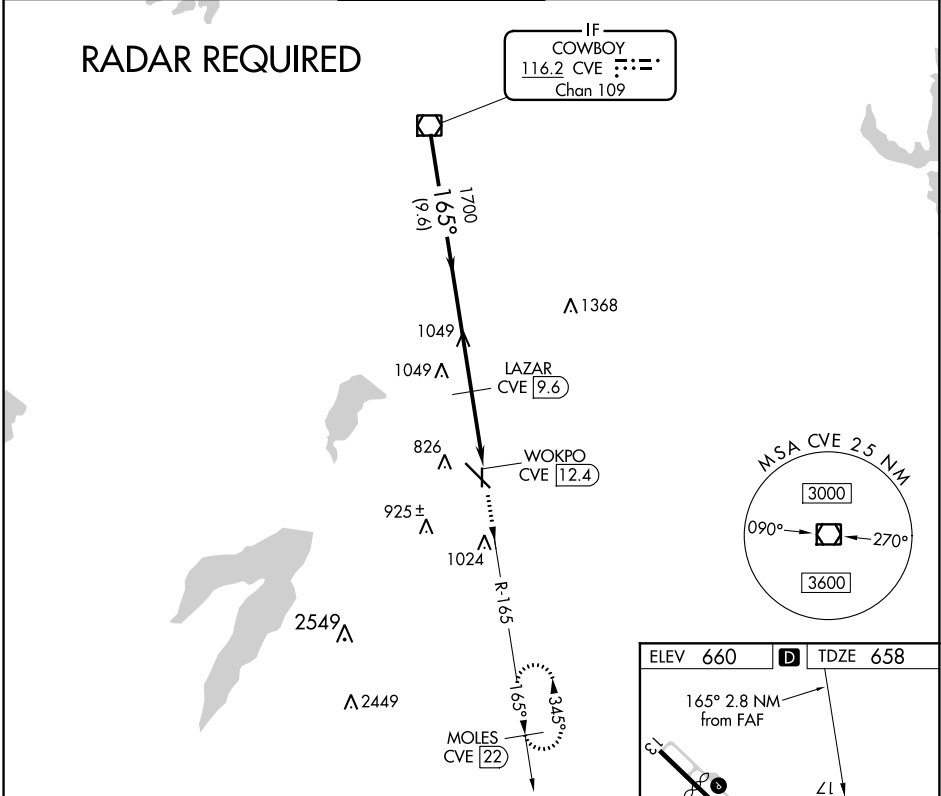 RADAR REQUIRED
IF
COWBOY
116.2 CVE
Chan 109
1700
165°
(9.6)
1368
1049
1049
LAZAR
CVE 9.6
826
WOKPO
CVE 12.4
925±
1024
R-165
2549
2449
165°
345°
MOLES
CVE 22
MSA CVE 25 NM
3000
090°
270°
3600
ELEV 660 D TDZE 658
165° 2.8 NM
from FAF
13
P
17